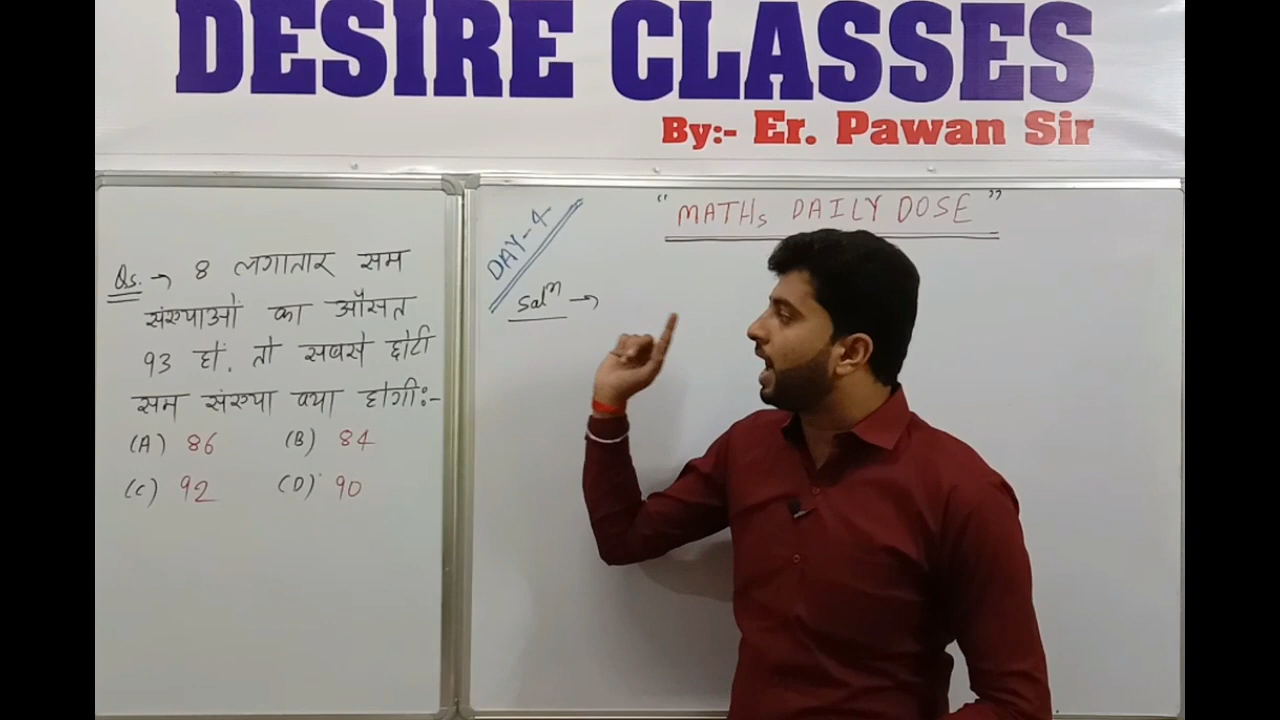 DESIRE CLASSES
By:- Er. Pawan Sir
"MATHs DAILY DOSE"
DAY-4
Qs.→ 8 लगातार सम
संख्याओं का औसत
93 हों, तो सबसे छोटी
सम संख्या क्या होगी:-
(A) 86 (B) 84
(C) 92 (D) 90
Solⁿ →